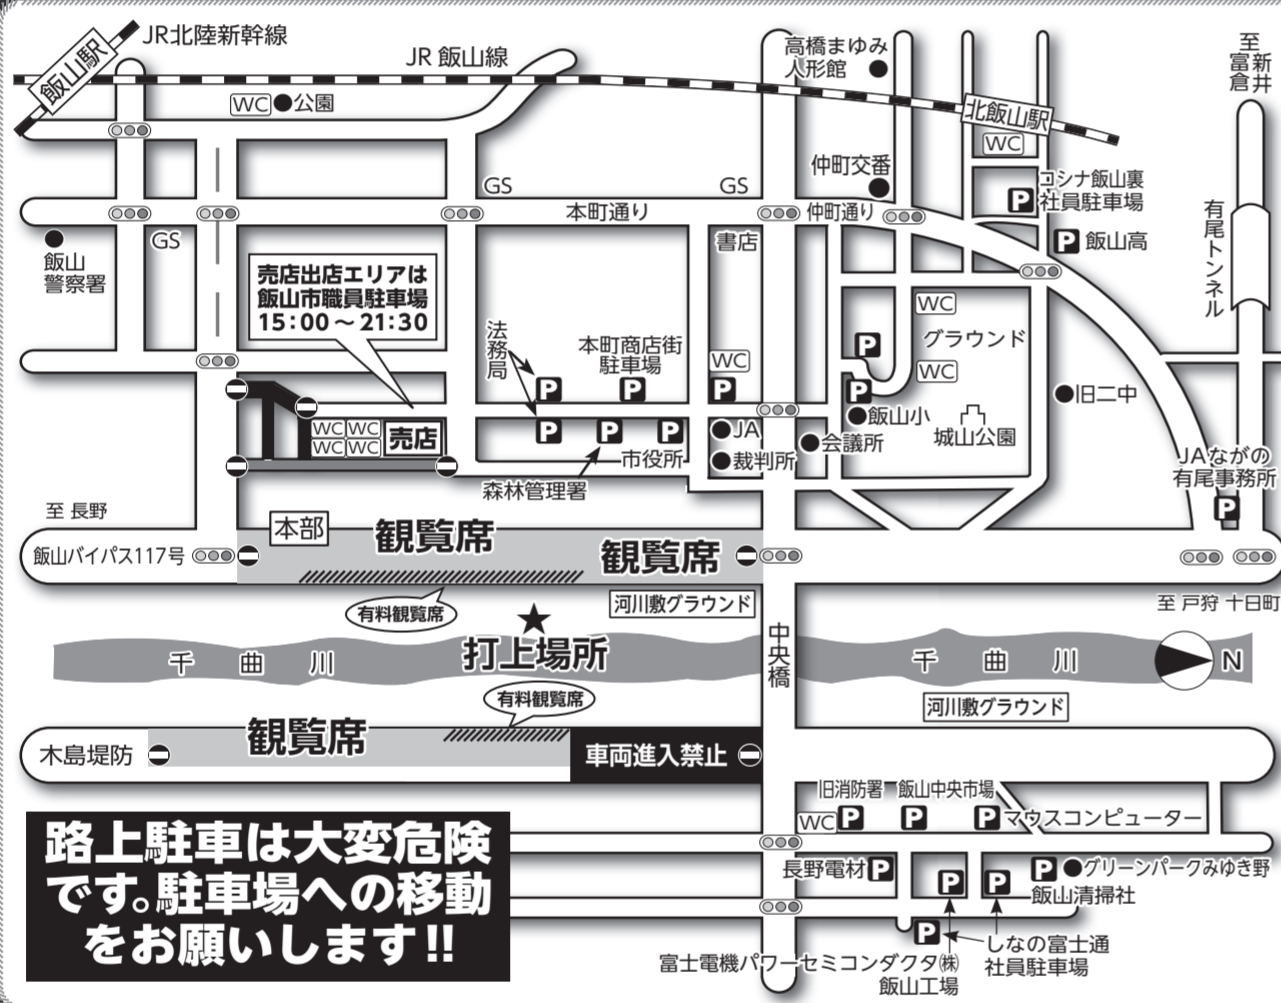 JR北陸新幹線
飯山駅
JR 飯山線
高橋まゆみ
人形館
至 新井
富倉
WC
公園
北飯山駅
WC
仲町交番
コシナ飯山裏
社員駐車場
P
GS
GS
本町通り
仲町通り
P
飯山高
有尾トンネル
飯山
警察署
GS
書店
売店出店エリアは
飯山市職員駐車場
15:00～21:30
法務局
本町商店街
駐車場
WC
WC
グラウンド
WC
P
P
P
P
P
旧二中
飯山小
城山公園
WC WC
WC WC
売店
P
P
P
市役所
JA
裁判所
会議所
森林管理署
JAながの
有尾事務所
P
至 長野
飯山バイパス117号
本部
観覧席
観覧席
有料観覧席
河川敷グラウンド
至 戸狩 十日町
打上場所
千曲川
中央橋
千曲川
N
有料観覧席
河川敷グラウンド
木島堤防
観覧席
車両進入禁止
旧消防署
飯山中央市場
WC
P
P
P
マウスコンピューター
長野電材
P
P
P
P
グリーンパークみゆき野
飯山清掃社
P
しなの富士通
社員駐車場
富士電機パワーセミコンダクタ㈱
飯山工場
路上駐車は大変危険
です。駐車場への移動
をお願いします!!